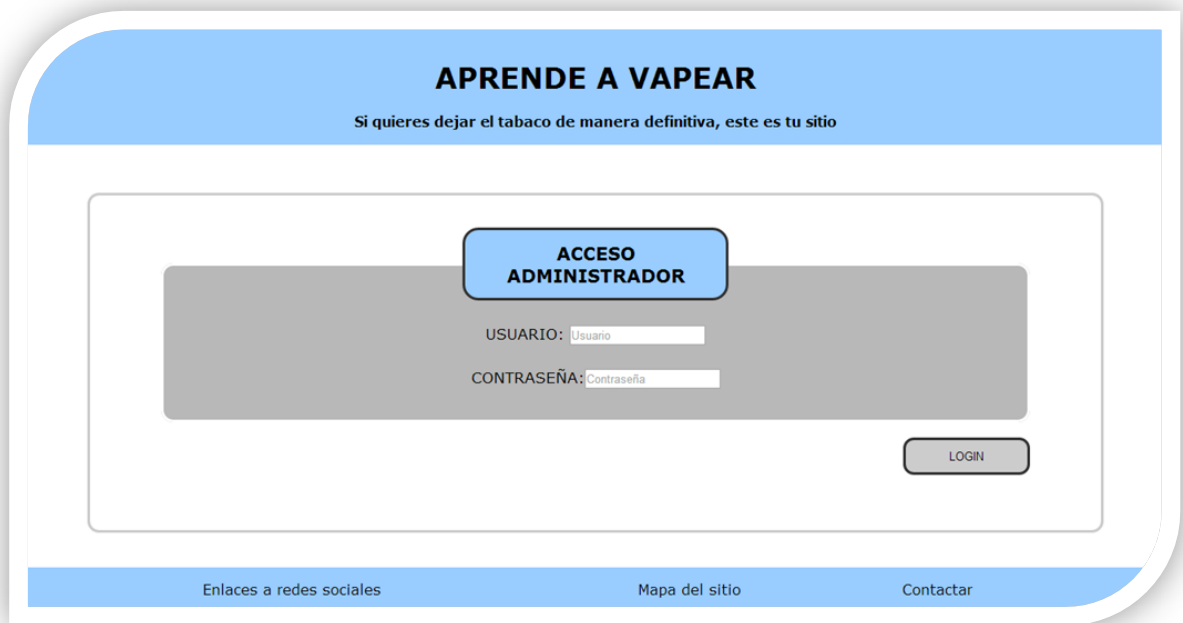 APRENDE A VAPEAR
Si quieres dejar el tabaco de manera definitiva, este es tu sitio
ACCESO
ADMINISTRADOR
USUARIO: Usuario
CONTRASEÑA: Contraseña
LOGIN
Enlaces a redes sociales Mapa del sitio Contactar